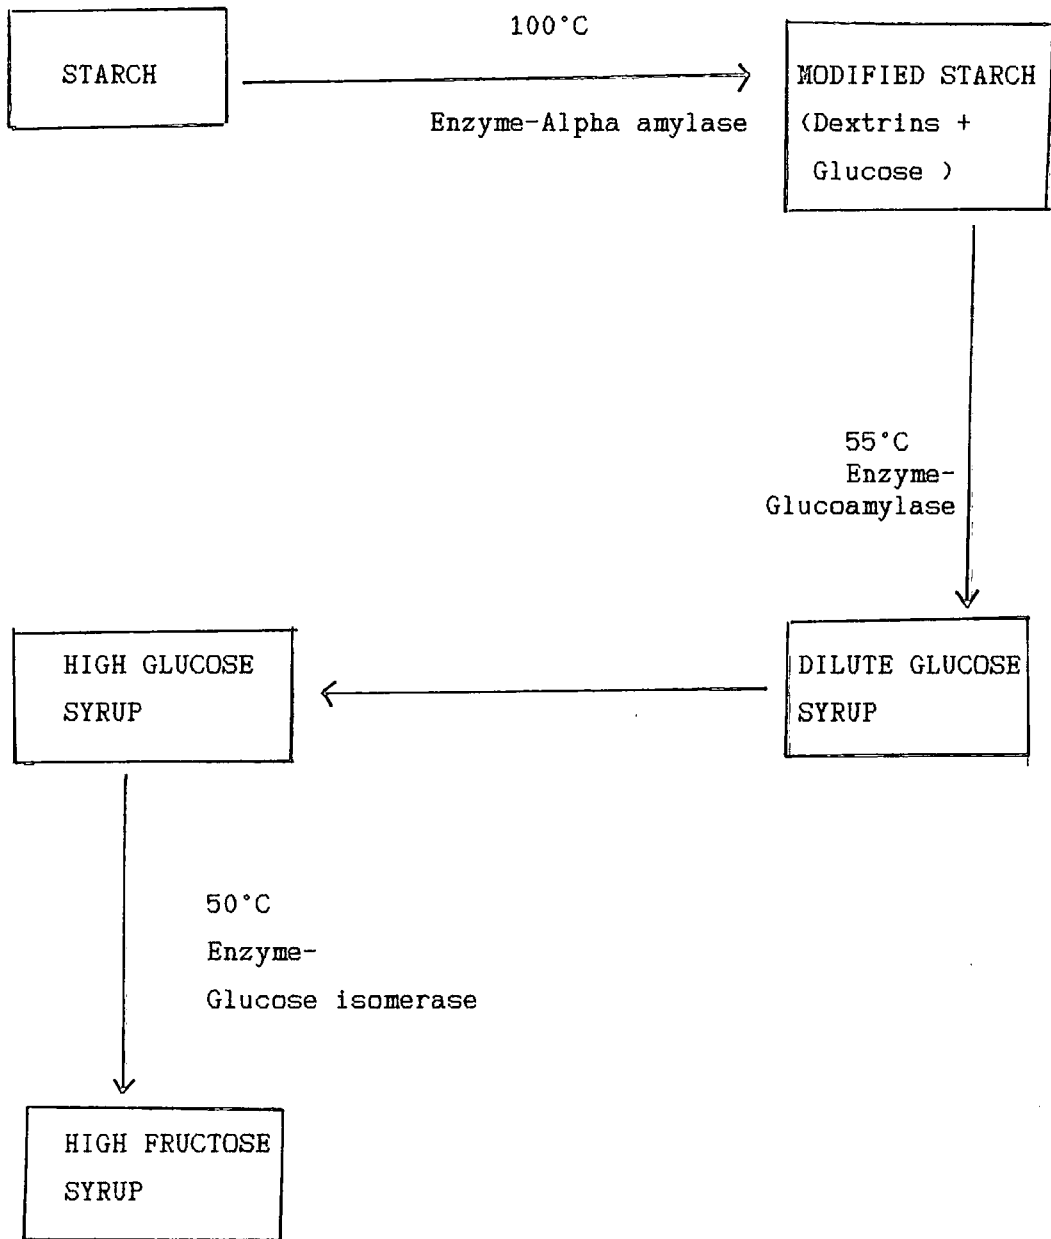 STARCH
100°C
Enzyme-Alpha amylase
MODIFIED STARCH
(Dextrins +
Glucose )
55°C
Enzyme-
Glucoamylase
DILUTE GLUCOSE
SYRUP
HIGH GLUCOSE
SYRUP
50°C
Enzyme-
Glucose isomerase
HIGH FRUCTOSE
SYRUP